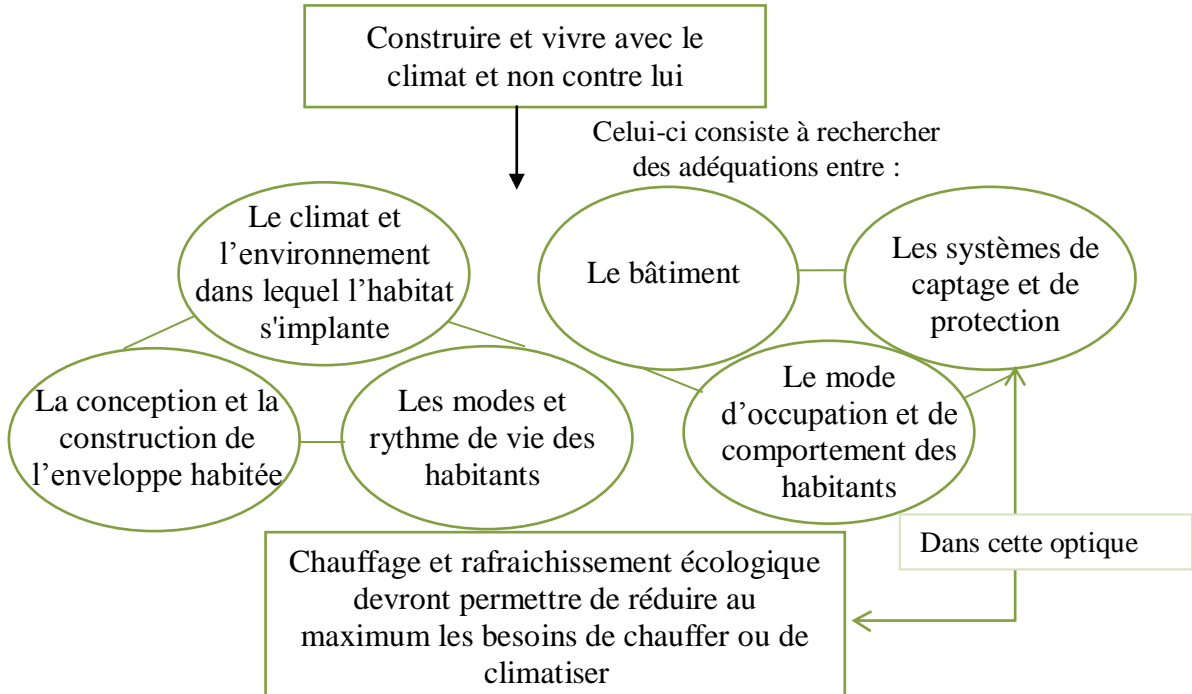 Construire et vivre avec le
climat et non contre lui
Celui-ci consiste à rechercher
des adéquations entre :
Le climat et
l’environnement
dans lequel l’habitat
s'implante
Le bâtiment
Les systèmes de
captage et de
protection
La conception et la
construction de
l’enveloppe habitée
Les modes et
rythme de vie des
habitants
Le mode
d’occupation et de
comportement des
habitants
Dans cette optique
Chauffage et rafraichissement écologique
devront permettre de réduire au
maximum les besoins de chauffer ou de
climatiser